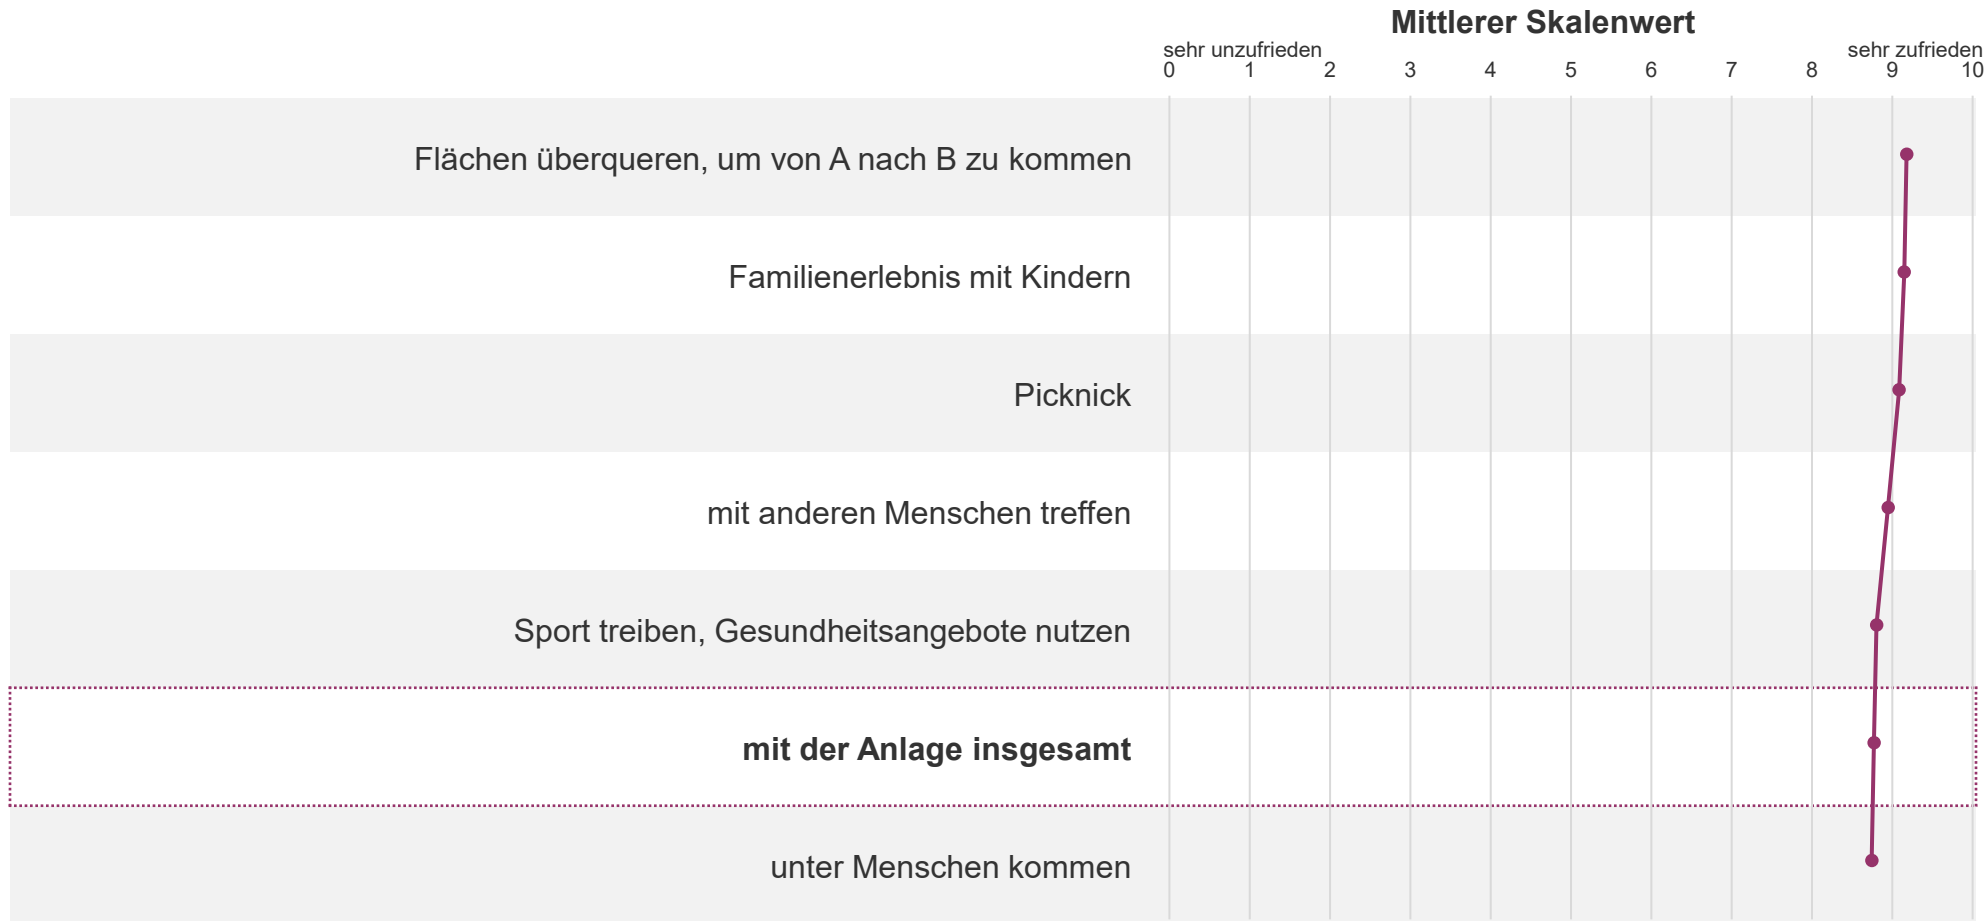 Mittlerer Skalenwert
sehr unzufrieden sehr zufrieden
0 1 2 3 4 5 6 7 8 9 10
Flächen überqueren, um von A nach B zu kommen
Familienerlebnis mit Kindern
Picknick
mit anderen Menschen treffen
Sport treiben, Gesundheitsangebote nutzen
mit der Anlage insgesamt
unter Menschen kommen